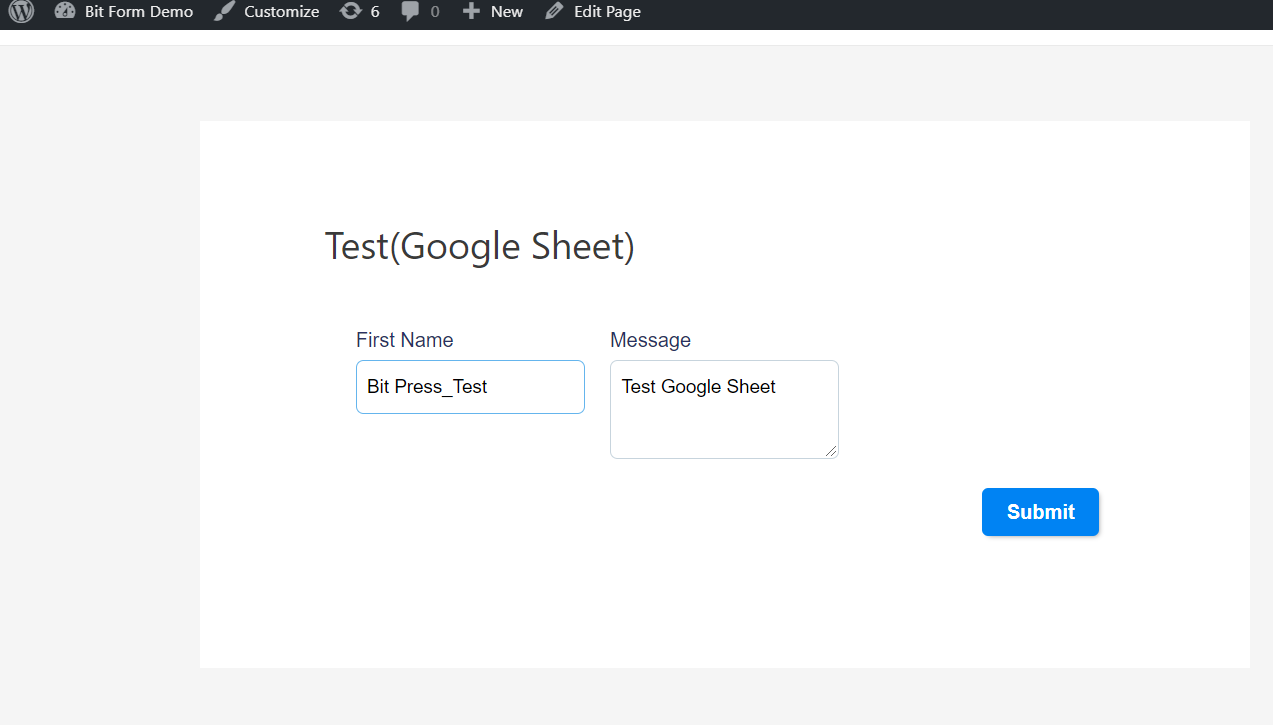 Bit Form Demo Customize 6 0 New Edit Page
Test(Google Sheet)
First Name Message
Bit Press_Test Test Google Sheet
Submit